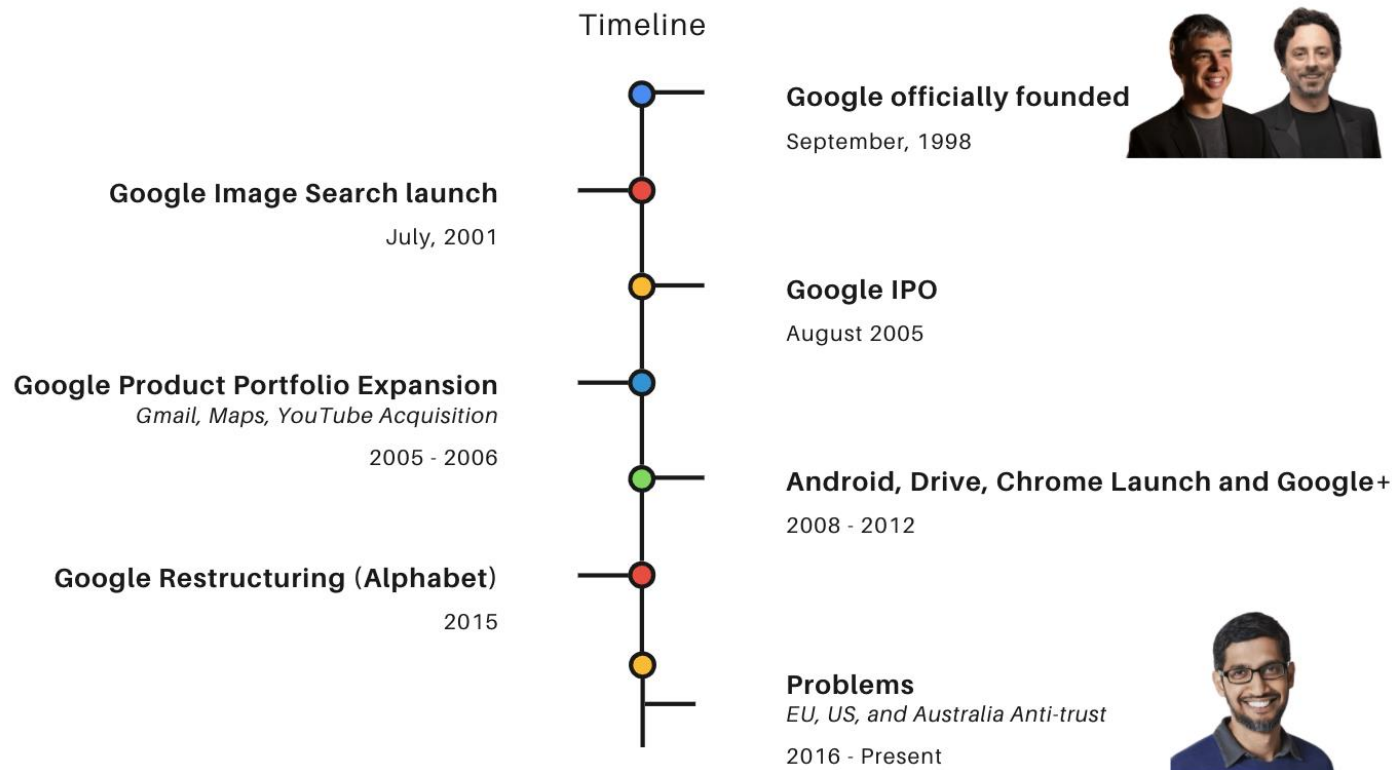 Timeline
Google officially founded
September, 1998
Google Image Search launch
July, 2001
Google IPO
August 2005
Google Product Portfolio Expansion
Gmail, Maps, YouTube Acquisition
2005 - 2006
Android, Drive, Chrome Launch and Google+
2008 - 2012
Google Restructuring (Alphabet)
2015
Problems
EU, US, and Australia Anti-trust
2016 - Present